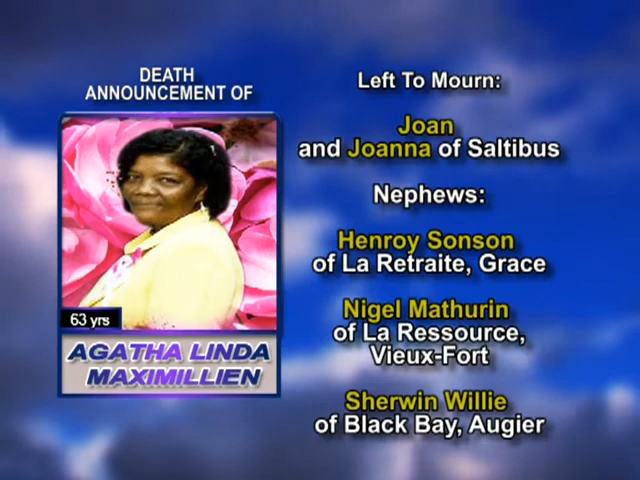 DEATH
ANNOUNCEMENT OF
63 yrs
AGATHA LINDA
MAXIMILLIEN
Left To Mourn:
Joan
and Joanna of Saltibus
Nephews:
Henroy Sonson
of La Retraite, Grace
Nigel Mathurin
of La Ressource,
Vieux-Fort
Sherwin Willie
of Black Bay, Augier